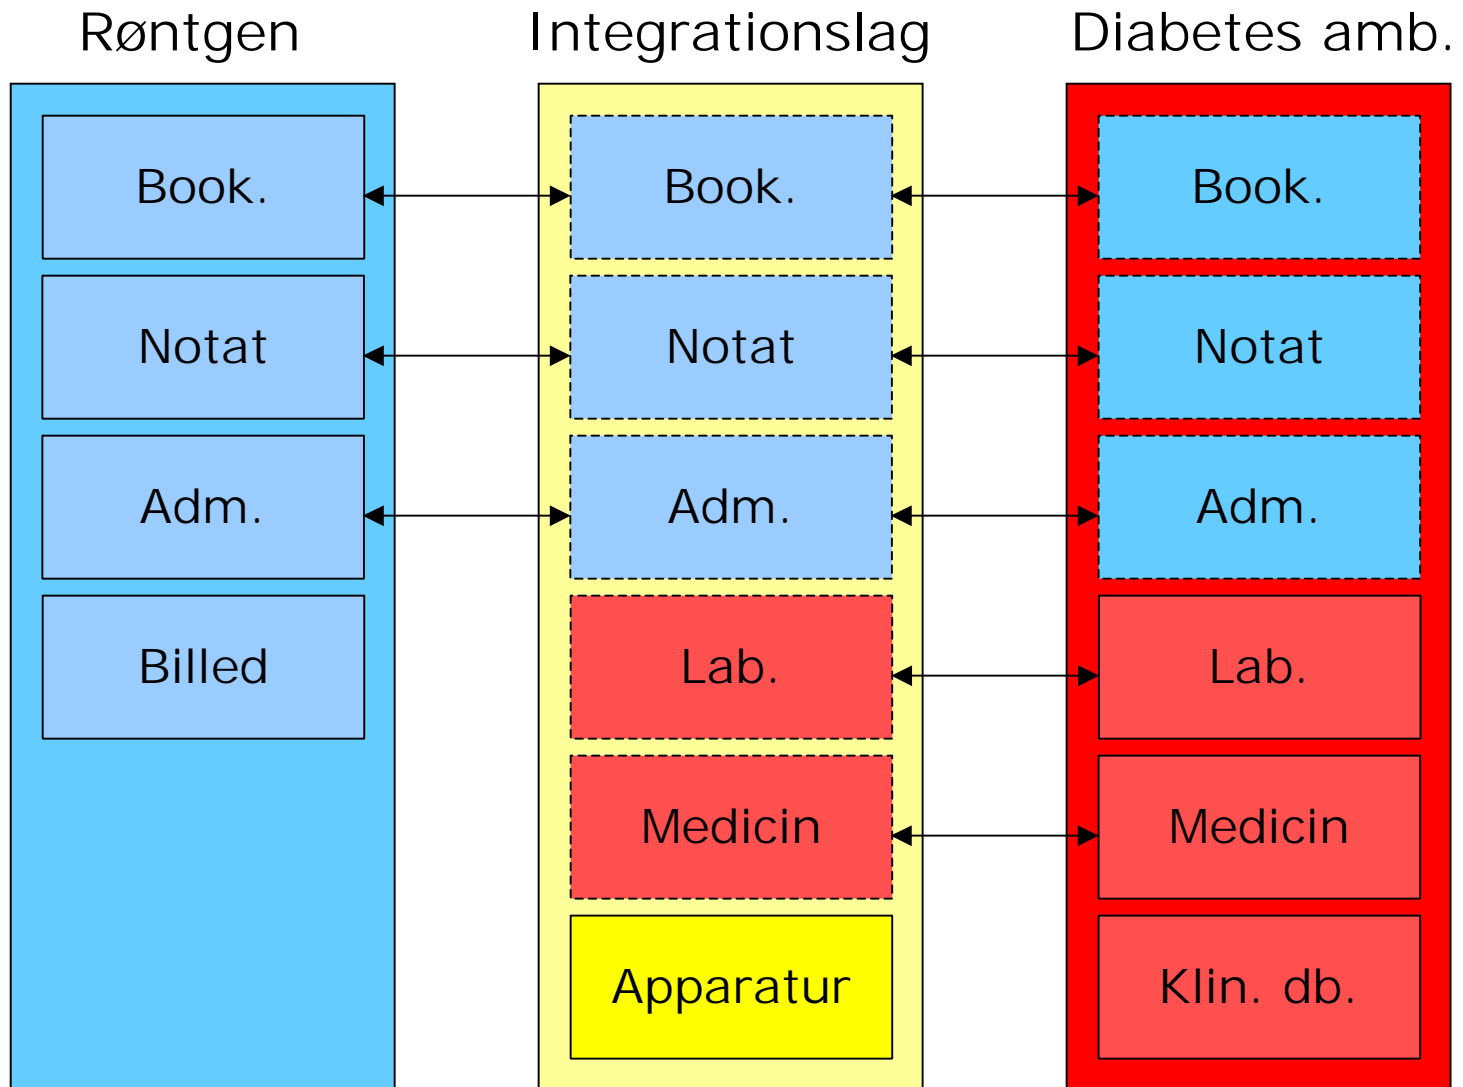 Røntgen
Integrationslag
Diabetes amb.
Book.
Book.
Book.
Notat
Notat
Notat
Adm.
Adm.
Adm.
Billed
Lab.
Lab.
Medicin
Medicin
Apparatur
Klin. db.